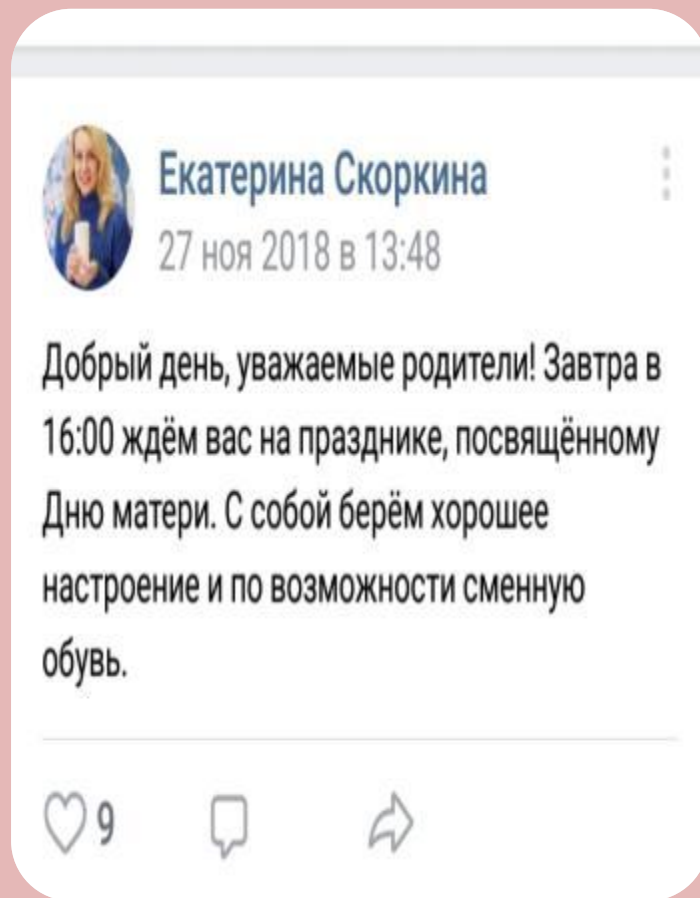 Екатерина Скоркина
27 ноя 2018 в 13:48
Добрый день, уважаемые родители! Завтра в
16:00 ждём вас на празднике, посвящённому
Дню матери. С собой берём хорошее
настроение и по возможности сменную
обувь.
9